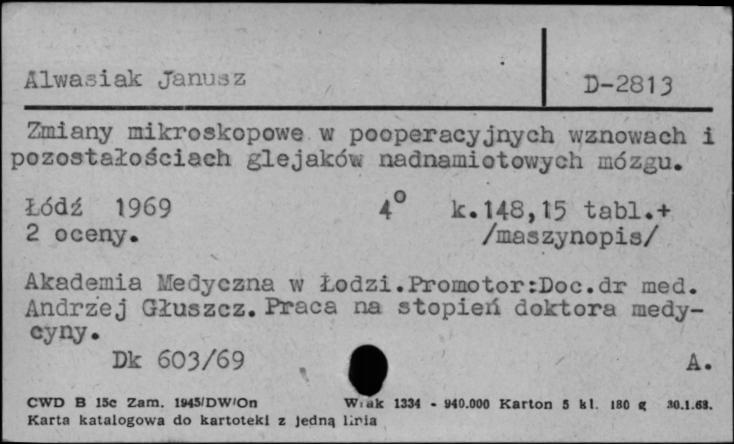 Alwasiak Janusz
D-2813
Zmiany mikroskopowe w pooperacyjnych wznowach i
pozostałościach glejaków nadnamiotowych mózgu.
Łódź 1969 4° k.148,15 tabl.+
2 oceny. /maszynopis/
Akademia Medyczna w Łodzi.Promotor:Doc.dr med.
Andrzej Głuszcz. Praca na stopień doktora medy-
cyny.
Dk 603/69 A.
CWD B 15c Zam. 1945/DW/On W-ak 1334 - 940.000 Karton 5 kl. 180 g 30.1.68.
Karta katalogowa do kartoteki z jedną linia